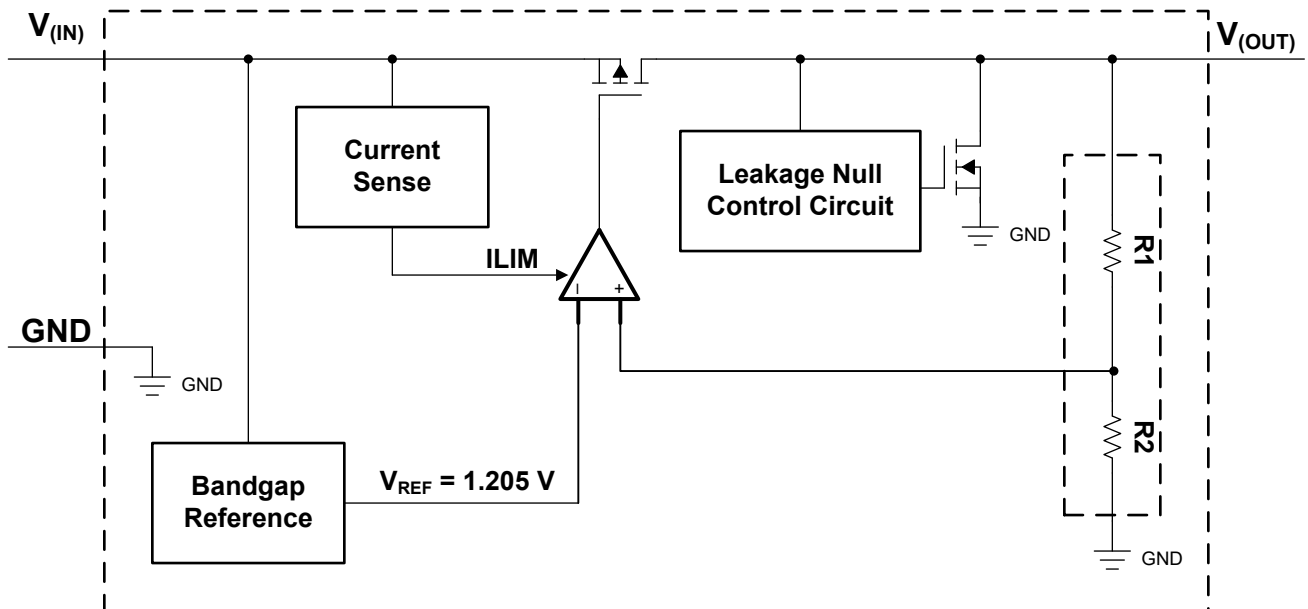 V(IN)
V(OUT)
Current
Sense
Leakage Null
Control Circuit
GND
R1
ILIM
- +
GND
GND
R2
Bandgap
Reference
VREF = 1.205 V
GND